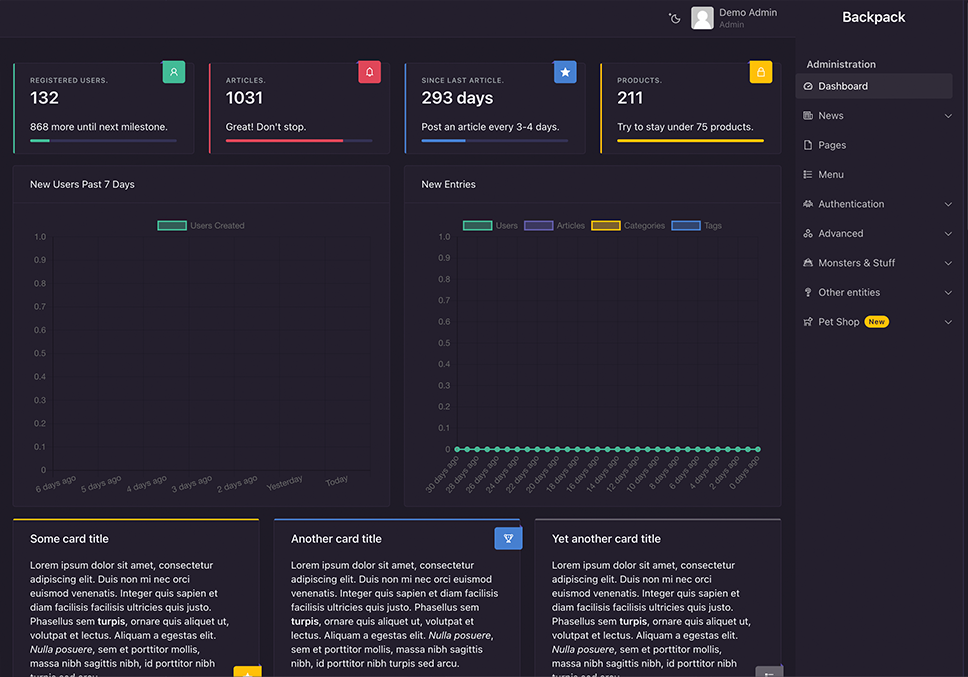 Demo Admin
Admin
Backpack
REGISTERED USERS.
132
868 more until next milestone.
ARTICLES.
1031
Great! Don't stop.
SINCE LAST ARTICLE.
293 days
Post an article every 3-4 days.
PRODUCTS.
211
Try to stay under 75 products.
Administration
Dashboard
News
Pages
Menu
Authentication
Advanced
Monsters & Stuff
Other entities
Pet Shop New
New Users Past 7 Days
Users Created
1.0
0.9
0.8
0.7
0.6
0.5
0.4
0.3
0.2
0.1
0
6 days ago 5 days ago 4 days ago 3 days ago 2 days ago Yesterday Today
New Entries
Users Articles Categories Tags
1.0
0.9
0.8
0.7
0.6
0.5
0.4
0.3
0.2
0.1
0
30 days ago 28 days ago 26 days ago 24 days ago 22 days ago 20 days ago 18 days ago 16 days ago 14 days ago 12 days ago 10 days ago 8 days ago 6 days ago 4 days ago 2 days ago 0 days ago
Some card title
Lorem ipsum dolor sit amet, consectetur
adipiscing elit. Duis non mi nec orci
venenatis. Integer quis sapien et
diam facilisis facilisis ultricies quis justo.
Phasellus sem turpis, ornare quis aliquet ut,
volutpat et lectus. Aliquam a egestas elit.
Nulla posuere, sem et porttitor mollis,
massa nibh sagittis nibh, id porttitor nibh
turpis sed arcu.
Another card title
Lorem ipsum dolor sit amet, consectetur
adipiscing elit. Duis non mi nec orci euismod
venenatis. Integer quis sapien et diam
facilisis facilisis ultricies quis justo. Phasellus sem
turpis, ornare quis aliquet ut, volutpat et
lectus. Aliquam a egestas elit. Nulla posuere,
sem et porttitor mollis, massa nibh sagittis
nibh, id porttitor nibh turpis sed arcu.
Yet another card title
Lorem ipsum dolor sit amet, consectetur
adipiscing elit. Duis non mi nec orci euismod
venenatis. Integer quis sapien et
diam facilisis facilisis ultricies quis justo.
Phasellus sem turpis, ornare quis aliquet ut,
volutpat et lectus. Aliquam a egestas elit.
Nulla posuere, sem et porttitor mollis,
massa nibh sagittis nibh, id porttitor nibh
turpis sed arcu.